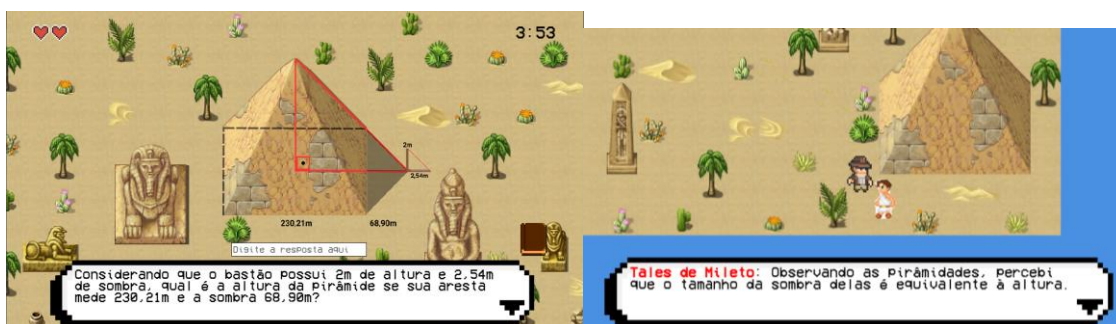 3:53
2m
2,54m
230,21m
68,90m
Digite a resposta aqui
Considerando que o bastão possui 2m de altura e 2,54m
de sombra, qual é a altura da pirâmide se sua aresta
mede 230,21m e a sombra 68,90m?
Tales de Mileto: Observando as pirâmidades, percebi
que o tamanho da sombra delas é equivalente à altura.